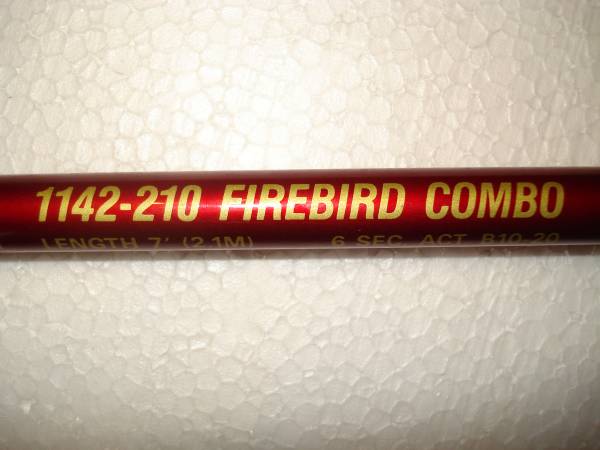 1142-210 FIREBIRD COMBO
LENGTH 7' (2.1M) 6 SEC. ACT. B10-20